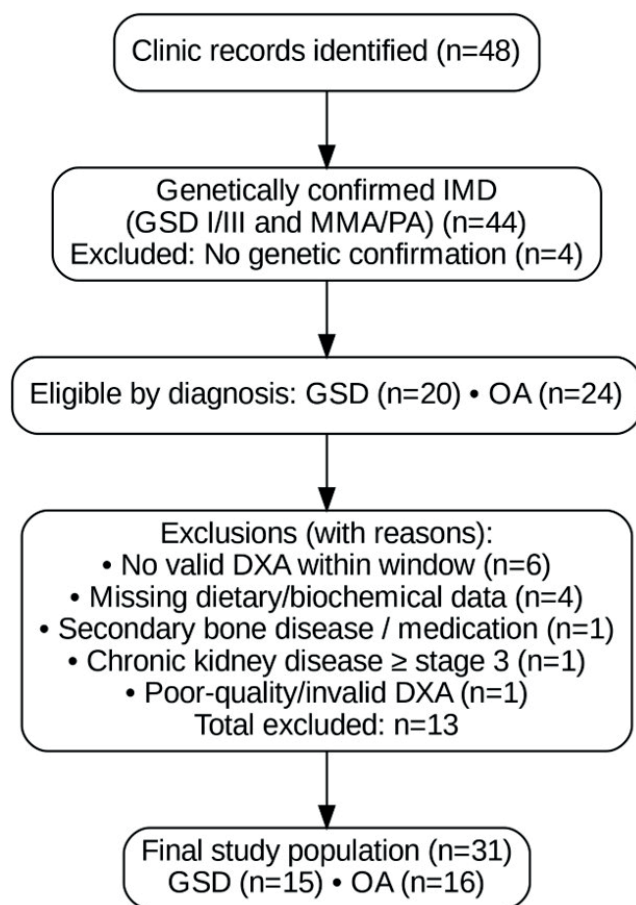 Clinic records identified (n=48)
Genetically confirmed IMD
(GSD I/III and MMA/PA) (n=44)
Excluded: No genetic confirmation (n=4)
Eligible by diagnosis: GSD (n=20) • OA (n=24)
Exclusions (with reasons):
• No valid DXA within window (n=6)
• Missing dietary/biochemical data (n=4)
• Secondary bone disease / medication (n=1)
• Chronic kidney disease ≥ stage 3 (n=1)
• Poor-quality/invalid DXA (n=1)
Total excluded: n=13
Final study population (n=31)
GSD (n=15) • OA (n=16)